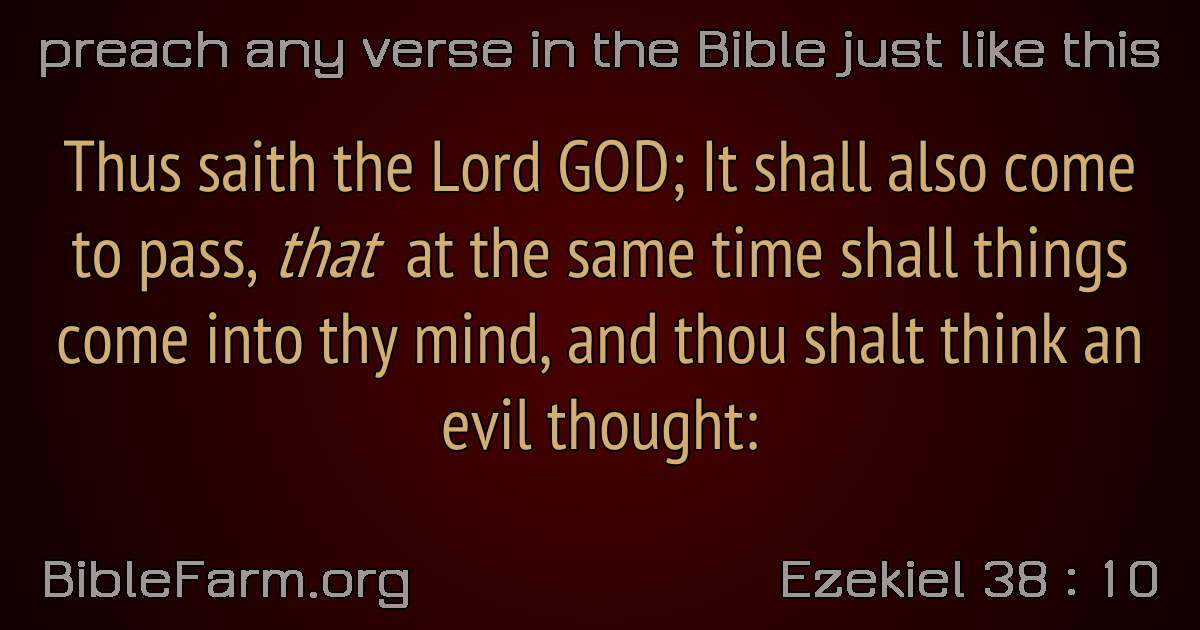 preach any verse in the Bible just like this
Thus saith the Lord GOD; It shall also come
to pass, that at the same time shall things
come into thy mind, and thou shalt think an
evil thought:
BibleFarm.org
Ezekiel 38 : 10